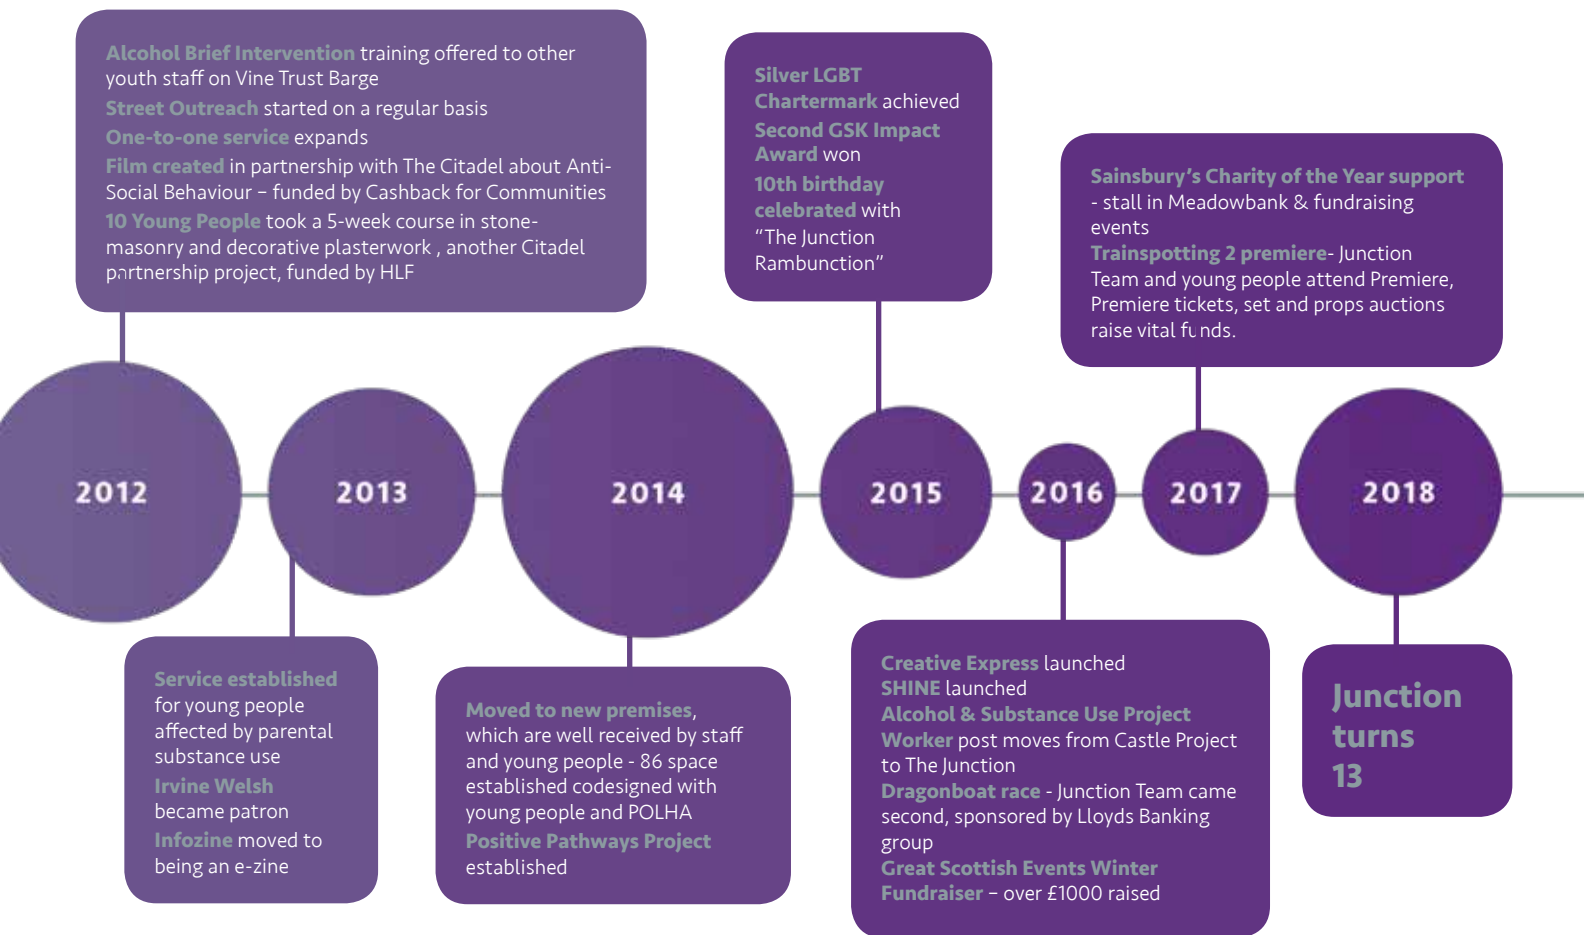 Alcohol Brief Intervention training offered to other
youth staff on Vine Trust Barge
Street Outreach started on a regular basis
One-to-one service expands
Film created in partnership with The Citadel about Anti-
Social Behaviour – funded by Cashback for Communities
10 Young People took a 5-week course in stone-
masonry and decorative plasterwork , another Citadel
partnership project, funded by HLF
Silver LGBT
Chartermark achieved
Second GSK Impact
Award won
10th birthday
celebrated with
“The Junction
Rambunction”
Sainsbury’s Charity of the Year support
- stall in Meadowbank & fundraising
events
Trainspotting 2 premiere- Junction
Team and young people attend Premiere,
Premiere tickets, set and props auctions
raise vital funds.
2012
2013
2014
2015
2016
2017
2018
Service established
for young people
affected by parental
substance use
Irvine Welsh
became patron
Infozine moved to
being an e-zine
Moved to new premises,
which are well received by staff
and young people - 86 space
established codesigned with
young people and POLHA
Positive Pathways Project
established
Creative Express launched
SHINE launched
Alcohol & Substance Use Project
Worker post moves from Castle Project
to The Junction
Dragonboat race - Junction Team came
second, sponsored by Lloyds Banking
group
Great Scottish Events Winter
Fundraiser – over £1000 raised
Junction
turns
13